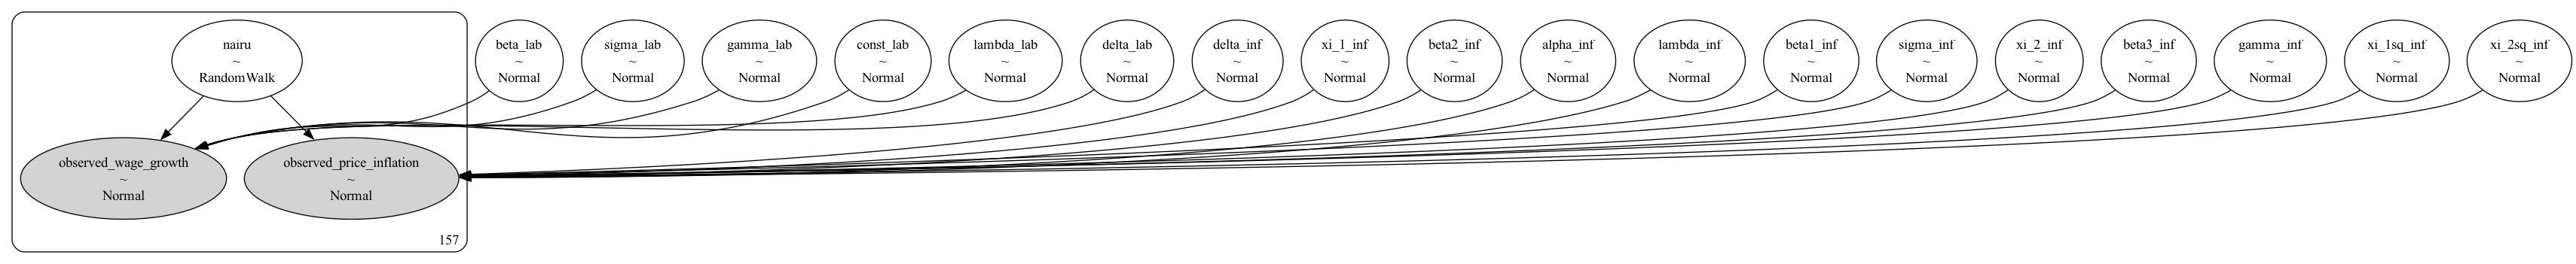 nairu
~
RandomWalk
beta_lab
~
Normal
sigma_lab
~
Normal
gamma_lab
~
Normal
const_lab
~
Normal
lambda_lab
~
Normal
delta_lab
~
Normal
delta_inf
~
Normal
xi_1_inf
~
Normal
beta2_inf
~
Normal
alpha_inf
~
Normal
lambda_inf
~
Normal
beta1_inf
~
Normal
sigma_inf
~
Normal
xi_2_inf
~
Normal
beta3_inf
~
Normal
gamma_inf
~
Normal
xi_1sq_inf
~
Normal
xi_2sq_inf
~
Normal
observed_wage_growth
~
Normal
observed_price_inflation
~
Normal
157